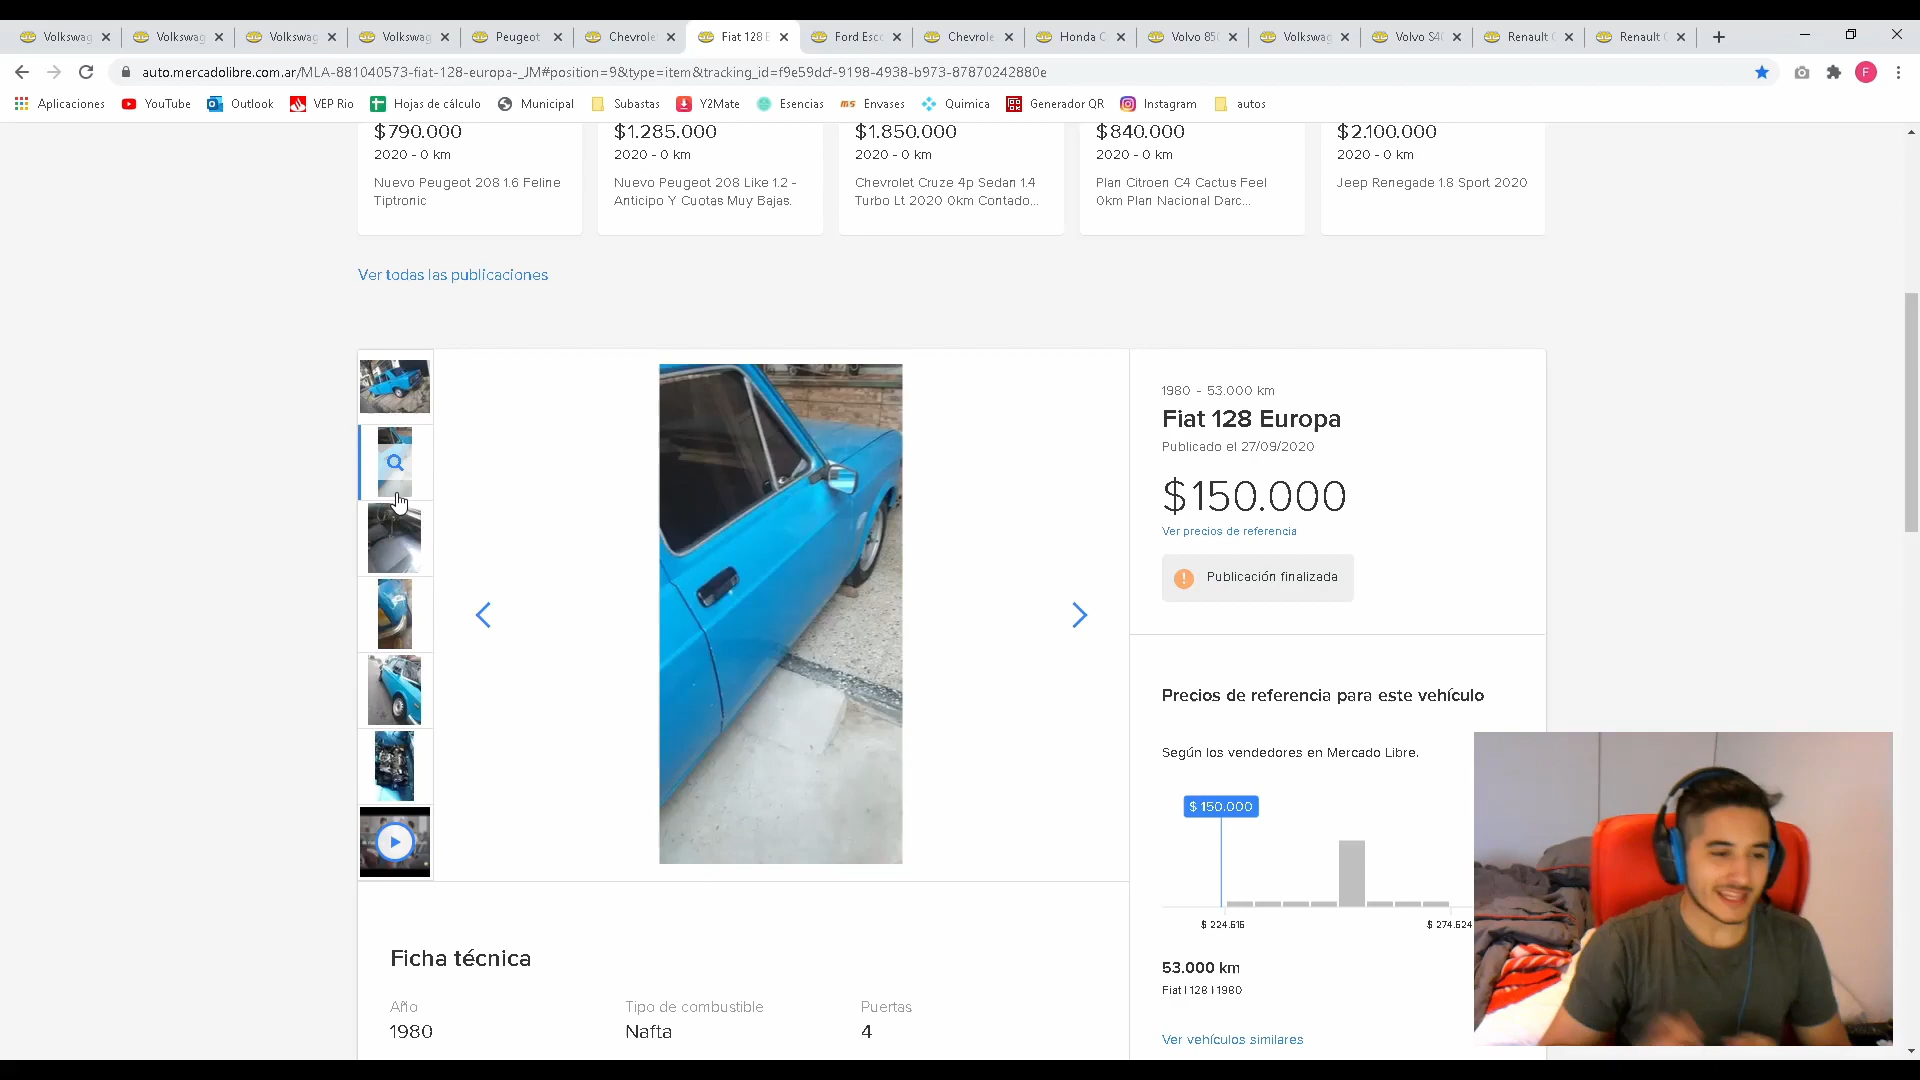 Volkswag
Volkswag
Volkswag
Volkswag
Peugeot
Chevrole
Fiat 128 E
Ford Esco
Chevrole
Honda C
Volvo 850
Volkswag
Volvo S40
Renault
Renault
auto.mercadolibre.com.ar/MLA-881040573-fiat-128-europa-_JM#position=9&type=item&tracking_id=f9e59dcf-9198-4938-b973-87870242880e
F
Aplicaciones
YouTube
Outlook
VEP Rio
Hojas de cálculo
Municipal
Subastas
Y2Mate
Esencias
Envases
Quimica
Generador QR
Instagram
autos
$790.000
2020 - 0 km
Nuevo Peugeot 208 1.6 Feline
Tiptronic
$1.285.000
2020 - 0 km
Nuevo Peugeot 208 Like 1.2 -
Anticipo Y Cuotas Muy Bajas.
$1.850.000
2020 - 0 km
Chevrolet Cruze 4p Sedan 1.4
Turbo Lt 2020 0km Contado...
$840.000
2020 - 0 km
Plan Citroen C4 Cactus Feel
0km Plan Nacional Darc...
$2.100.000
2020 - 0 km
Jeep Renegade 1.8 Sport 2020
Ver todas las publicaciones
1980 - 53.000 km
Fiat 128 Europa
Publicado el 27/09/2020
$150.000
Ver precios de referencia
Publicación finalizada
Precios de referencia para este vehículo
Según los vendedores en Mercado Libre.
$ 150.000
$ 224.616
$ 274.624
53.000 km
Fiat | 128 | 1980
Ver vehículos similares
Ficha técnica
Año
1980
Tipo de combustible
Nafta
Puertas
4